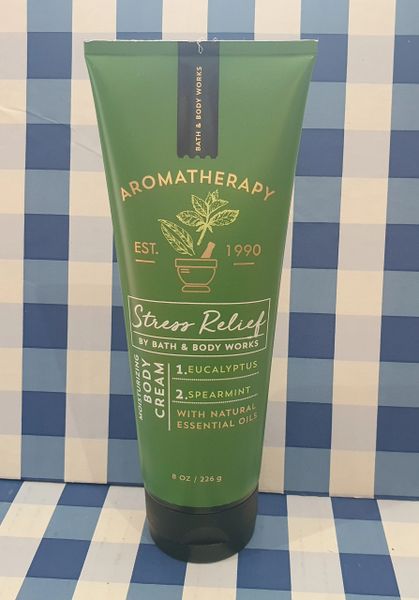 BATH & BODY WORKS
AROMATHERAPY
EST. 1990
Stress Relief
BY BATH & BODY WORKS
MOISTURIZING
BODY
CREAM
1. EUCALYPTUS
2. SPEARMINT
WITH NATURAL
ESSENTIAL OILS
8 OZ / 226 g